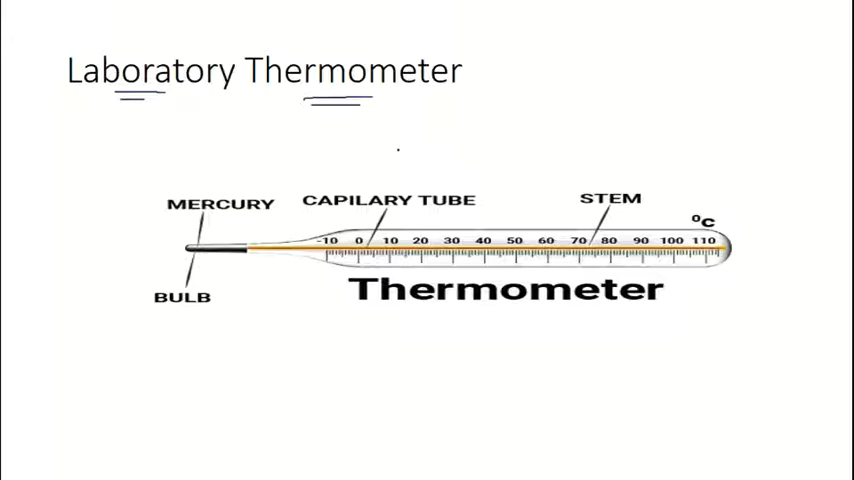 Laboratory Thermometer
MERCURY CAPILARY TUBE STEM
⁰C
-10 0 10 20 30 40 50 60 70 80 90 100 110
BULB
Thermometer